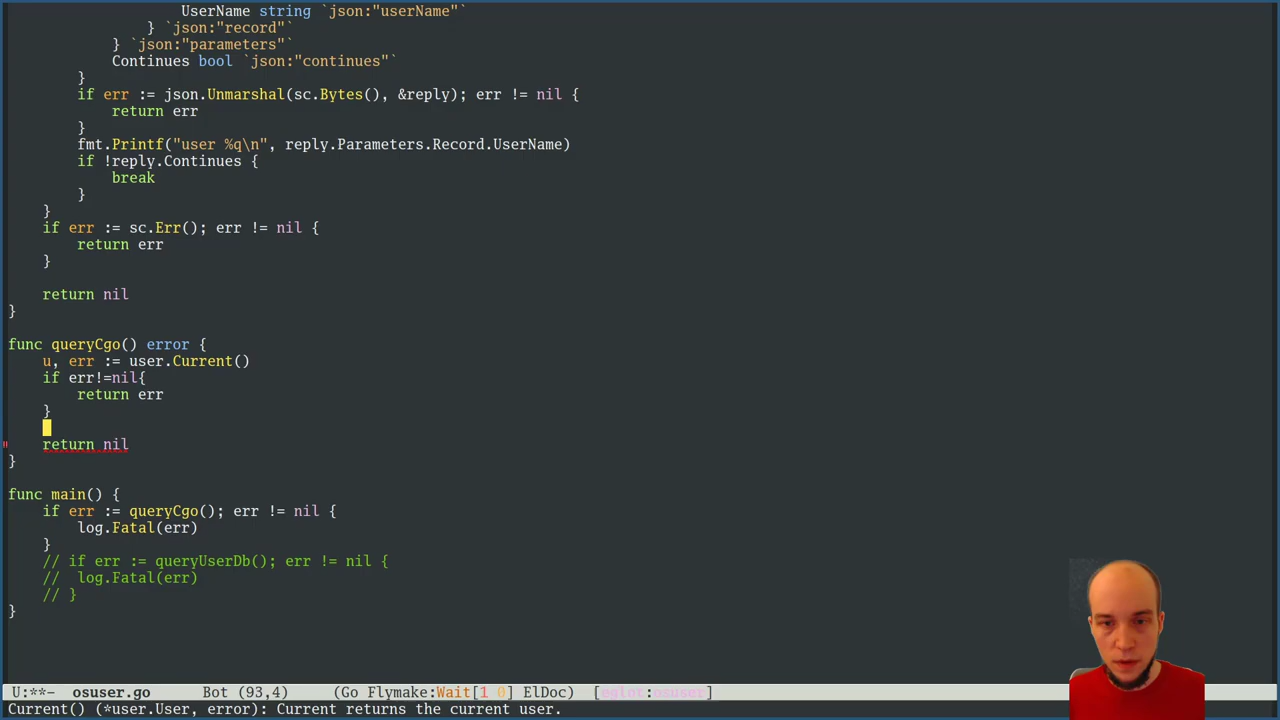 UserName string `json:"userName"`
} `json:"record"`
} `json:"parameters"`
Continues bool `json:"continues"`
}
if err := json.Unmarshal(sc.Bytes(), &reply); err != nil {
return err
}
fmt.Printf("user %q\n", reply.Parameters.Record.UserName)
if !reply.Continues {
break
}
}
if err := sc.Err(); err != nil {
return err
}
return nil
}
func queryCgo() error {
u, err := user.Current()
if err!=nil{
return err
}
return nil
}
func main() {
if err := queryCgo(); err != nil {
log.Fatal(err)
}
// if err := queryUserDb(); err != nil {
// log.Fatal(err)
// }
}
U:**- osuser.go Bot (93,4) (Go Flymake:Wait[1 0] ElDoc) [eglot:osuser]
Current() (*user.User, error): Current returns the current user.